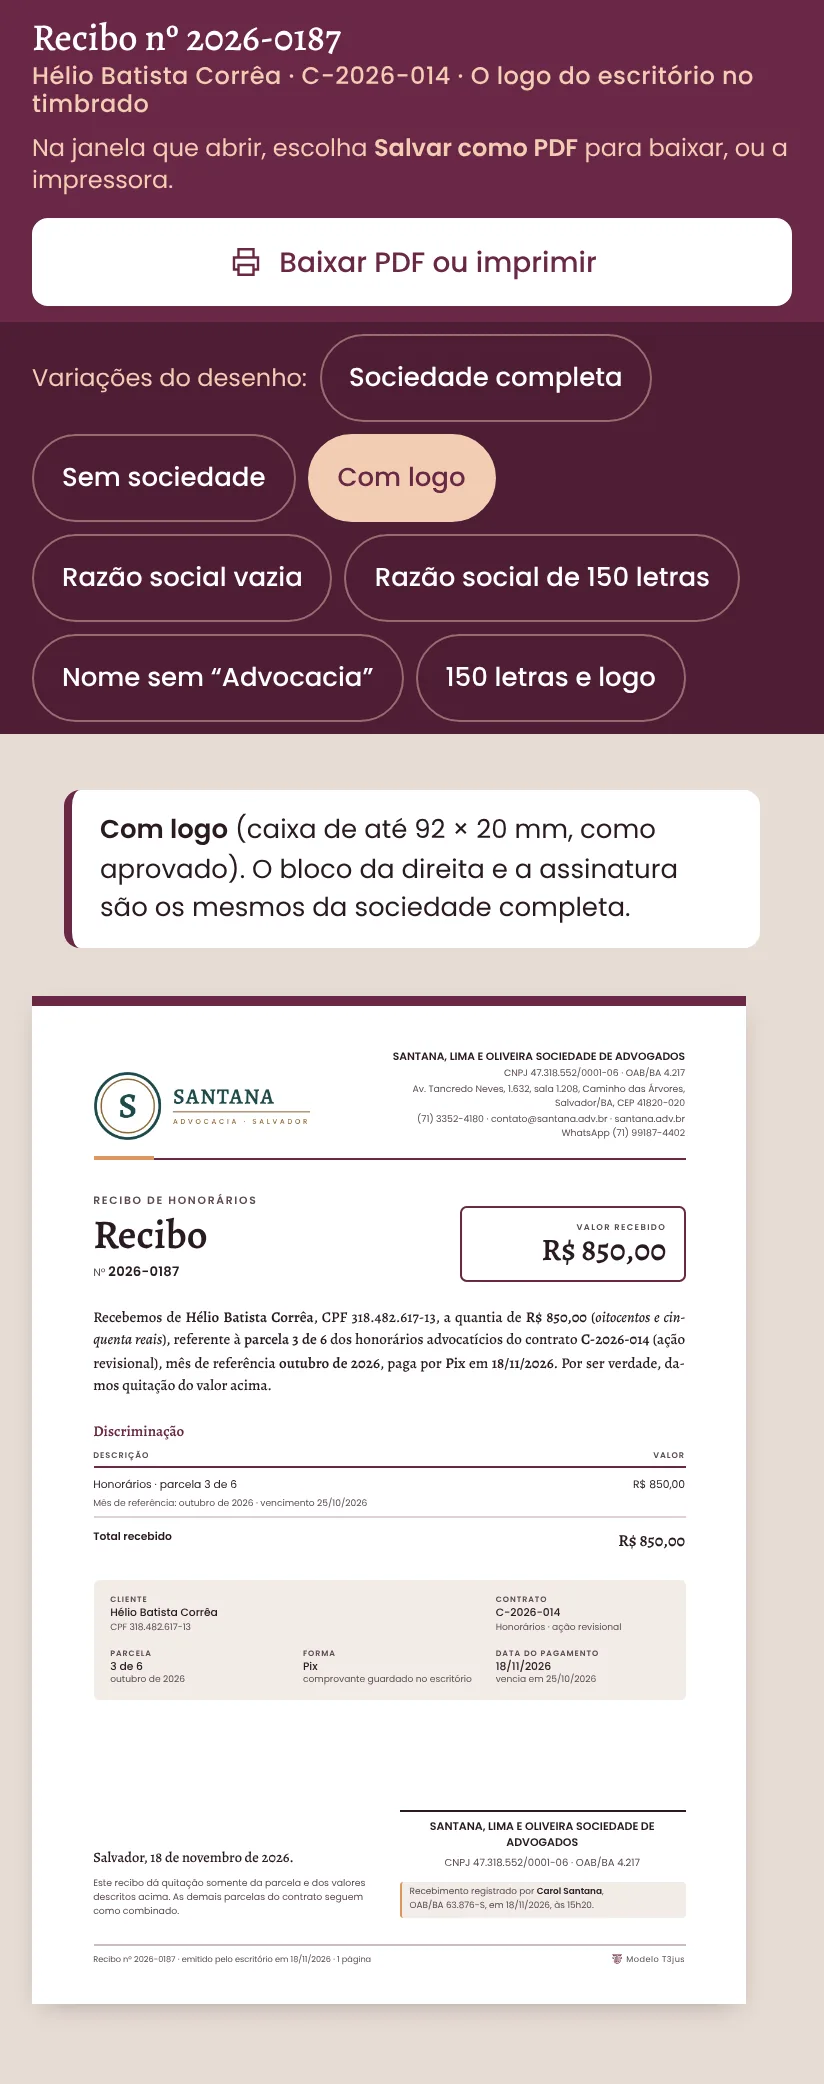 Recibo nº 2026-0187
Hélio Batista Corrêa · C-2026-014 · O logo do escritório no
timbrado
Na janela que abrir, escolha Salvar como PDF para baixar, ou a
impressora.
Baixar PDF ou imprimir
Variações do desenho:
Sociedade completa
Sem sociedade
Com logo
Razão social vazia
Razão social de 150 letras
Nome sem “Advocacia”
150 letras e logo
Com logo (caixa de até 92 × 20 mm, como
aprovado). O bloco da direita e a assinatura
são os mesmos da sociedade completa.
S
SANTANA
ADVOCACIA · SALVADOR
SANTANA, LIMA E OLIVEIRA SOCIEDADE DE ADVOGADOS
CNPJ 47.318.552/0001-06 · OAB/BA 4.217
Av. Tancredo Neves, 1.632, sala 1.208, Caminho das Árvores,
Salvador/BA, CEP 41820-020
(71) 3352-4180 · contato@santana.adv.br · santana.adv.br
WhatsApp (71) 99187-4402
RECIBO DE HONORÁRIOS
Recibo
Nº 2026-0187
VALOR RECEBIDO
R$ 850,00
Recebemos de Hélio Batista Corrêa, CPF 318.482.617-13, a quantia de R$ 850,00 (oitocentos e cin-
quenta reais), referente à parcela 3 de 6 dos honorários advocatícios do contrato C-2026-014 (ação
revisional), mês de referência outubro de 2026, paga por Pix em 18/11/2026. Por ser verdade, da-
mos quitação do valor acima.
Discriminação
DESCRIÇÃO
VALOR
Honorários · parcela 3 de 6
R$ 850,00
Mês de referência: outubro de 2026 · vencimento 25/10/2026
Total recebido
R$ 850,00
CLIENTE
Hélio Batista Corrêa
CPF 318.482.617-13
CONTRATO
C-2026-014
Honorários · ação revisional
PARCELA
3 de 6
outubro de 2026
FORMA
Pix
comprovante guardado no escritório
DATA DO PAGAMENTO
18/11/2026
vencia em 25/10/2026
Salvador, 18 de novembro de 2026.
Este recibo dá quitação somente da parcela e dos valores
descritos acima. As demais parcelas do contrato seguem
como combinado.
SANTANA, LIMA E OLIVEIRA SOCIEDADE DE
ADVOGADOS
CNPJ 47.318.552/0001-06 · OAB/BA 4.217
Recebimento registrado por Carol Santana,
OAB/BA 63.876-S, em 18/11/2026, às 15h20.
Recibo nº 2026-0187 · emitido pelo escritório em 18/11/2026 · 1 página
Modelo T3jus